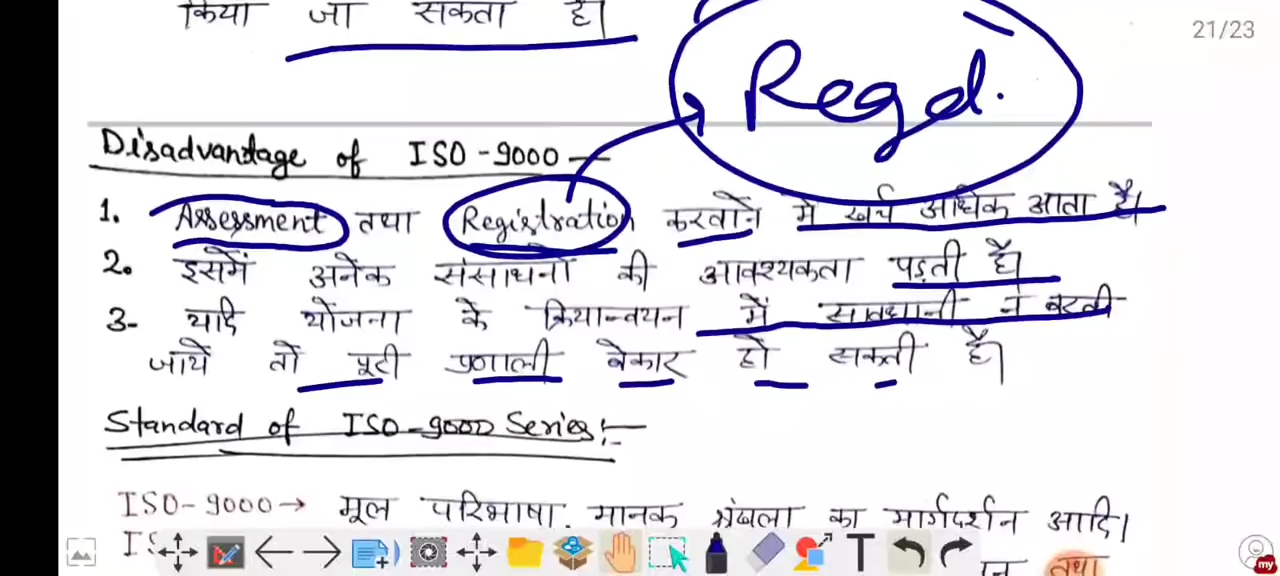 किया जा सकता है।
21/23
Regd.
Disadvantage of ISO-9000 —
1. Assessment तथा Registration करवाने में खर्च अधिक आता है।
2. इसमें अनेक संसाधनों की आवश्यकता पड़ती है।
3- यदि योजना के क्रियान्वयन में सावधानी न बरती
जाये तो पूरी प्रणाली बेकार हो सकती है।
Standard of ISO-9000 Series:-
ISO-9000→ मूल परिभाषा. मानक श्रंखला का मार्गदर्शन आदि।
तथा
T
my